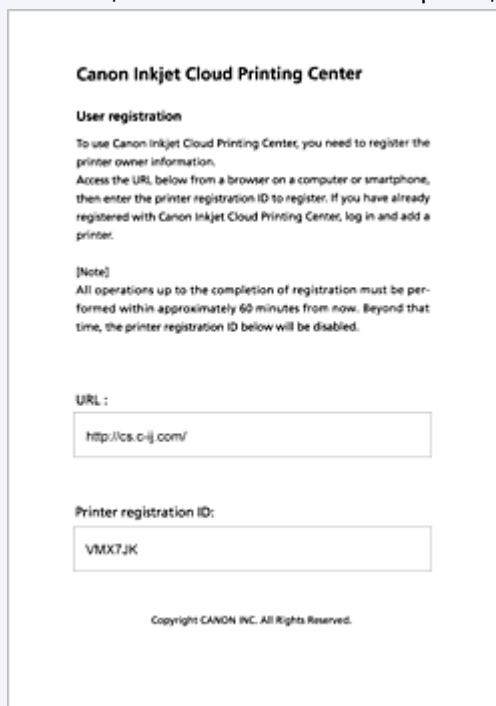 Canon Inkjet Cloud Printing Center
User registration
To use Canon Inkjet Cloud Printing Center, you need to register the
printer owner information.
Access the URL below from a browser on a computer or smartphone,
then enter the printer registration ID to register. If you have already
registered with Canon Inkjet Cloud Printing Center, log in and add a
printer.
[Note]
All operations up to the completion of registration must be per-
formed within approximately 60 minutes from now. Beyond that
time, the printer registration ID below will be disabled.
URL :
http://cs.c-ij.com/
Printer registration ID:
VMX7JK
Copyright CANON INC. All Rights Reserved.